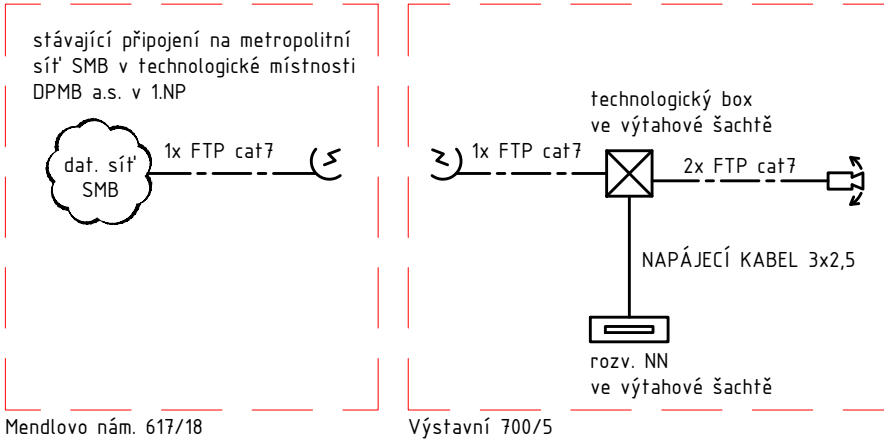 stávající připojení na metropolitní
síť SMB v technologické místnosti
DPMB a.s. v 1.NP
dat. síť
SMB
1x FTP cat7
Mendlovo nám. 617/18
1x FTP cat7
technologický box
ve výtahové šachtě
2x FTP cat7
NAPÁJECÍ KABEL 3x2,5
rozv. NN
ve výtahové šachtě
Výstavní 700/5